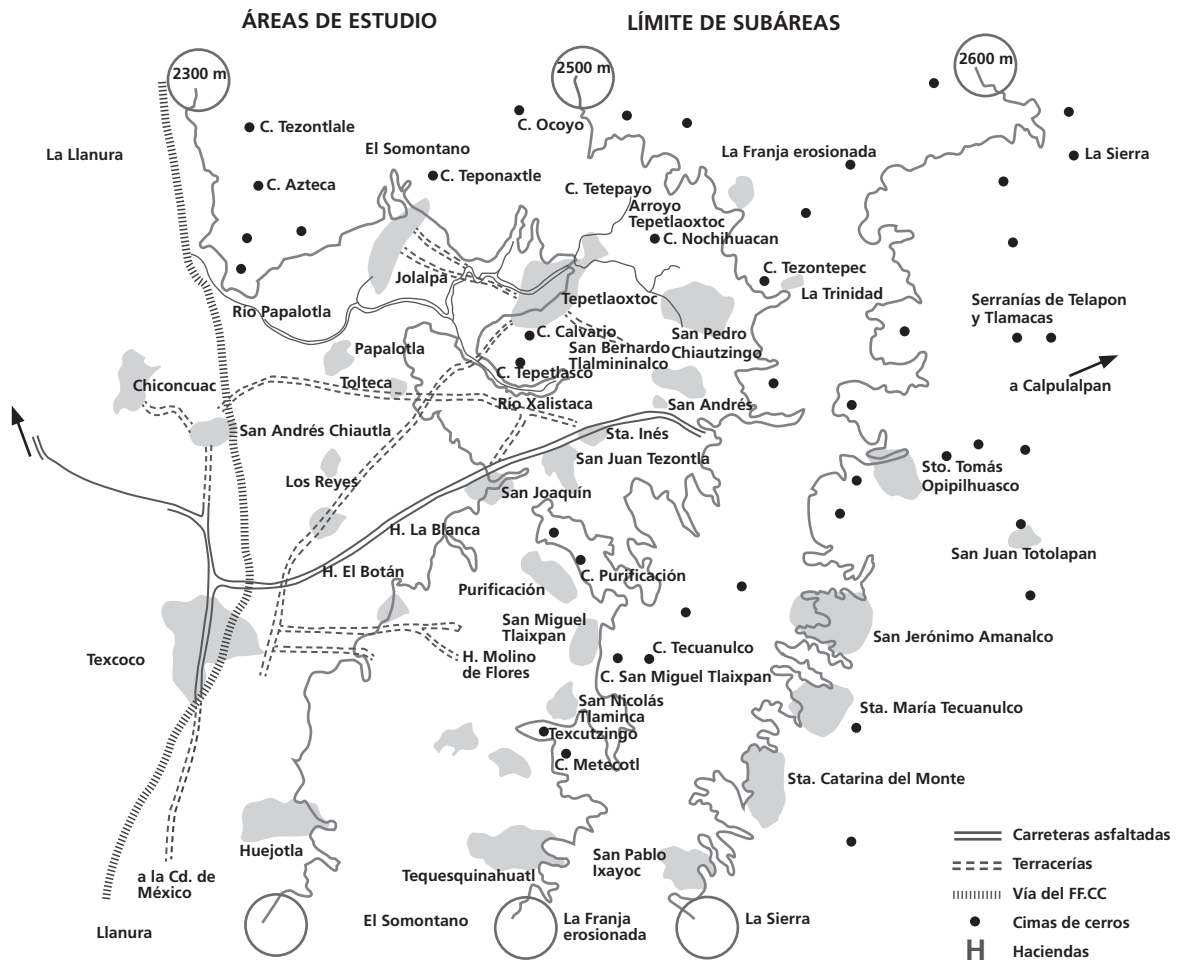 ÁREAS DE ESTUDIO
LÍMITE DE SUBÁREAS
2300 m
2500 m
2600 m
C. Tezontlale
C. Ocoyo
La Llanura
El Somontano
La Franja erosionada
La Sierra
C. Azteca
C. Teponaxtle
C. Tetepayo
Arroyo
Tepetlaoxtoc
C. Nochihuacan
Jolalpa
C. Tezontepec
La Trinidad
Río Papalotla
Tepetlaoxtoc
Serranías de Telapon
y Tlamacas
C. Calvario
San Pedro
Chiautzingo
Papalotla
San Bernardo
Tlalmininalco
Chiconcuac
Tolteca
C. Tepetlasco
a Calpulalpan
Río Xalistaca
San Andrés
San Andrés Chiautla
Sta. Inés
San Juan Tezontla
Los Reyes
San Joaquín
Sto. Tomás
Opipilhuasco
H. La Blanca
San Juan Totolapan
H. El Botán
C. Purificación
Purificación
San Miguel
Tlaixpan
San Jerónimo Amanalco
Texcoco
H. Molino
de Flores
C. Tecuanulco
C. San Miguel Tlaixpan
San Nicolás
Tlaminca
Sta. María Tecuanulco
Texcutzingo
C. Metecotl
Sta. Catarina del Monte
Huejotla
San Pablo
Ixayoc
Tequesquinahuatl
a la Cd. de
México
Llanura
El Somontano
La Franja
erosionada
La Sierra
Carreteras asfaltadas
Terracerías
Vía del FF.CC
Cimas de cerros
H Haciendas